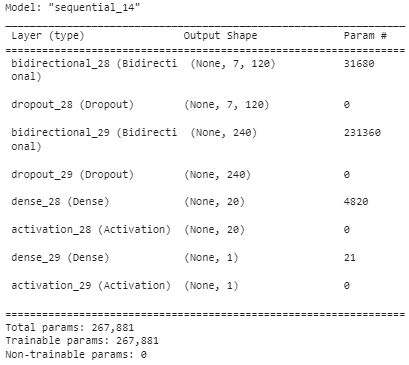 Model: "sequential_14"
Layer (type) Output Shape Param #
bidirectional_28 (Bidirecti (None, 7, 120) 31680
onal)
dropout_28 (Dropout) (None, 7, 120) 0
bidirectional_29 (Bidirecti (None, 240) 231360
onal)
dropout_29 (Dropout) (None, 240) 0
dense_28 (Dense) (None, 20) 4820
activation_28 (Activation) (None, 20) 0
dense_29 (Dense) (None, 1) 21
activation_29 (Activation) (None, 1) 0
Total params: 267,881
Trainable params: 267,881
Non-trainable params: 0